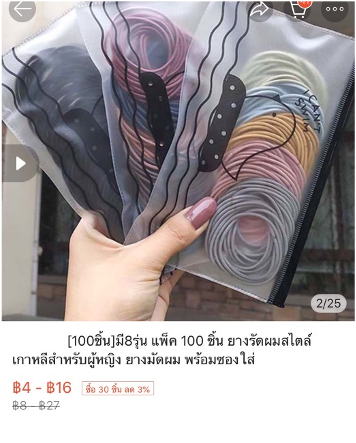 I CAN'T
SWIM
2/25
[100ชิ้น]มี8รุ่น แพ็ค 100 ชิ้น ยางรัดผมสไตล์
เกาหลีสำหรับผู้หญิง ยางมัดผม พร้อมซองใส่
฿4 - ฿16
ซื้อ 30 ชิ้น ลด 3%
฿8 - ฿27